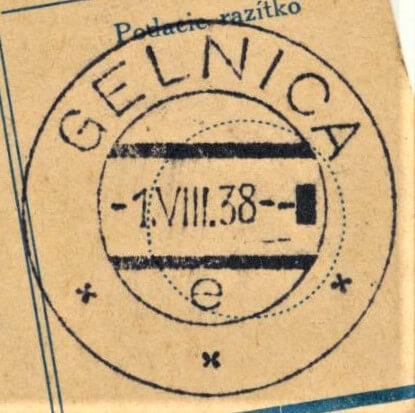 Podacie razítko
GELNICA
-1.VIII.38--
e